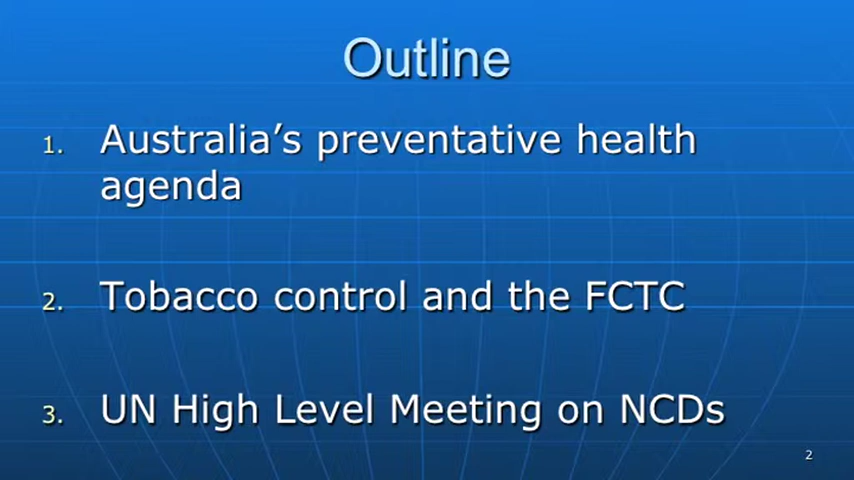 Outline
1. Australia’s preventative health
agenda
2. Tobacco control and the FCTC
3. UN High Level Meeting on NCDs
2